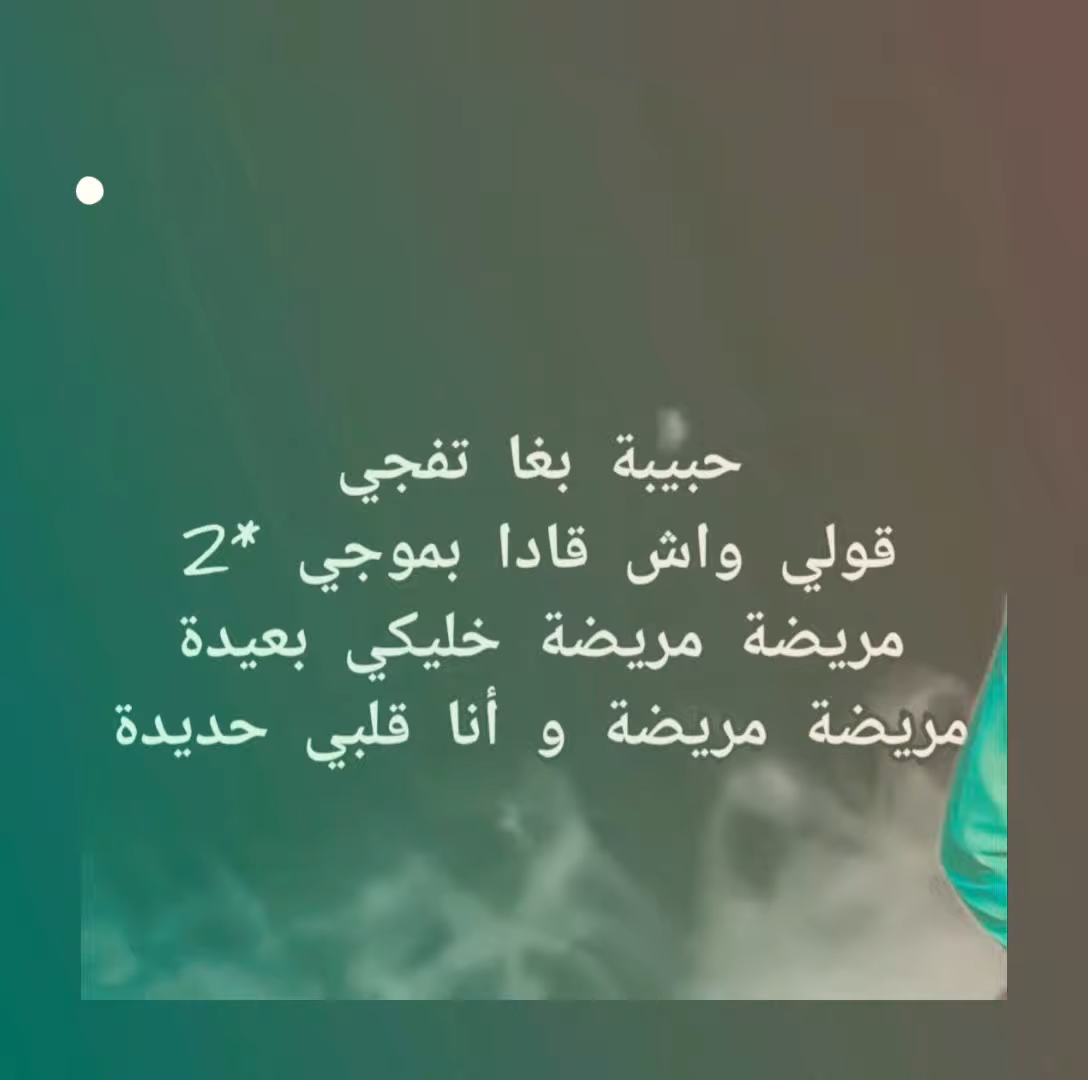 حبيبة بغا تفجي
قولي واش قادا بموجي *2
مريضة مريضة خليكي بعيدة
مريضة مريضة و أنا قلبي حديدة